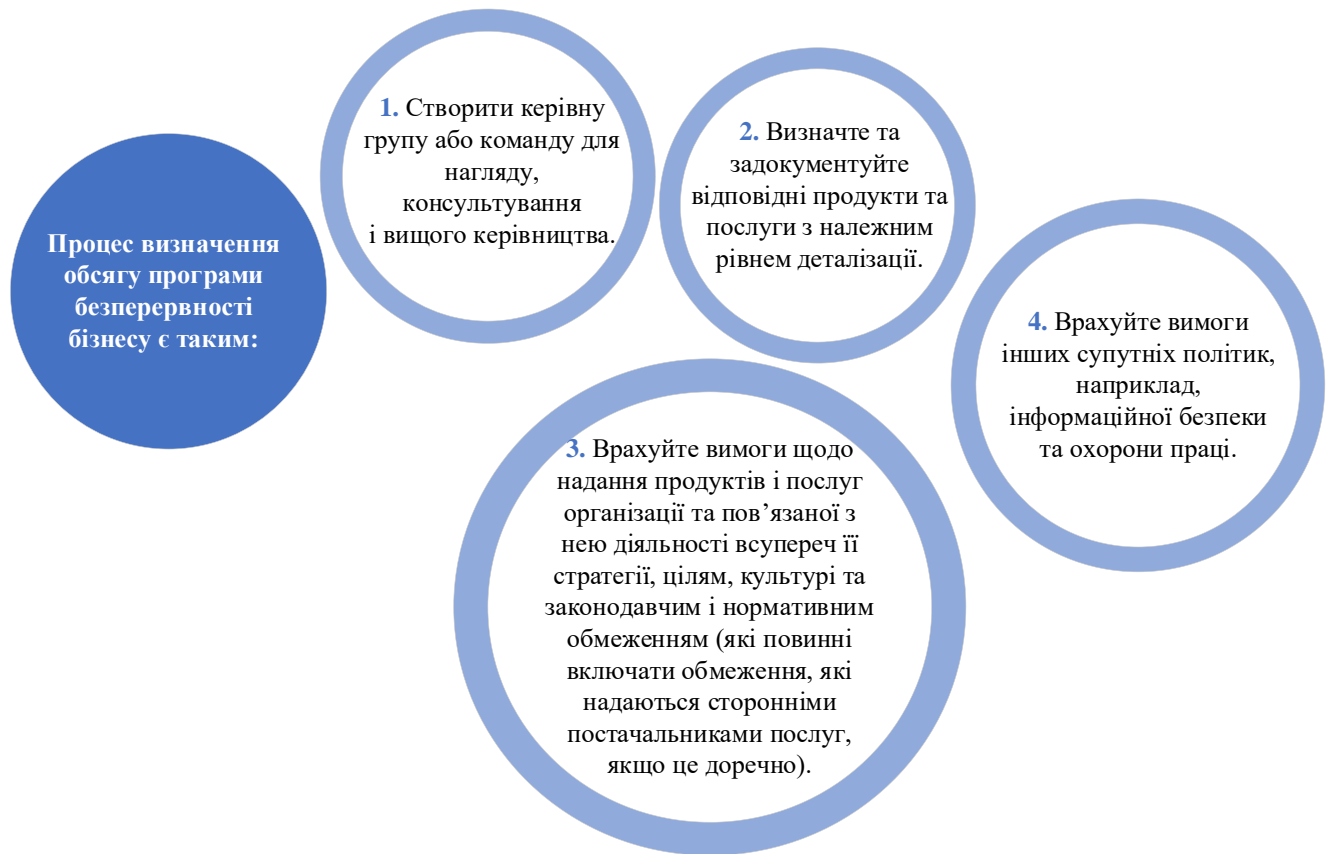 Процес визначення
обсягу програми
безперервності
бізнесу є таким:
1. Створити керівну
групу або команду для
нагляду,
консультування
і вищого керівництва.
2. Визначте та
задокументуйте
відповідні продукти та
послуги з належним
рівнем деталізації.
3. Врахуйте вимоги щодо
надання продуктів і послуг
організації та пов’язаної з
нею діяльності всупереч її
стратегії, цілям, культурі та
законодавчим і нормативним
обмеженням (які повинні
включати обмеження, які
надаються сторонніми
постачальниками послуг,
якщо це доречно).
4. Врахуйте вимоги
інших супутніх політик,
наприклад,
інформаційної безпеки
та охорони праці.